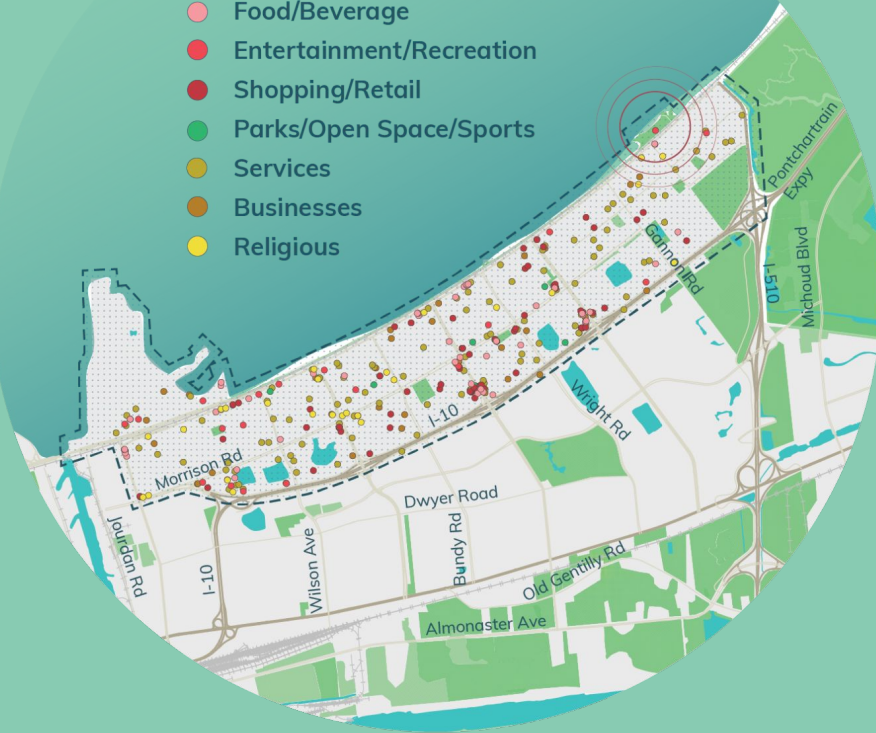 Food/Beverage
Entertainment/Recreation
Shopping/Retail
Parks/Open Space/Sports
Services
Businesses
Religious
Pontchartrain
Expy
Gannon Rd
I-510
Michoud Blvd
I-10
Wright Rd
Morrison Rd
Dwyer Road
Jourdan Rd
I-10
Wilson Ave
Bundy Rd
Old Gentilly Rd
Almonaster Ave